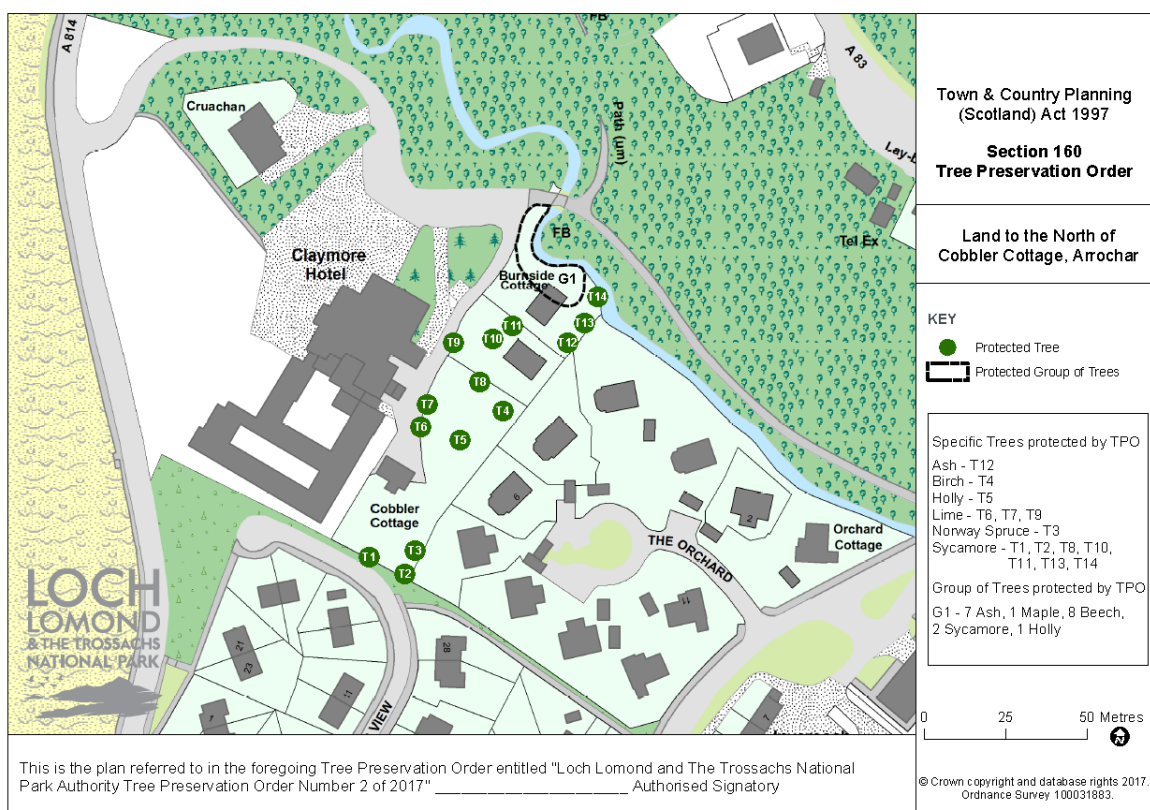 A 814
FB
A 83
Cruachan
Path (um)
Lay-
Tel Ex
FB
Claymore
Hotel
Burnside
Cottage
G1
T14
T13
T11
T10
T12
T9
T8
T7
T4
T6
T5
Cobbler
Cottage
6
2
Orchard
Cottage
THE ORCHARD
T1
T3
T2
11
21
23
28
11
1
7
VIEW
LOCH
LOMOND
& THE TROSSACHS
NATIONAL PARK
Town & Country Planning
(Scotland) Act 1997
Section 160
Tree Preservation Order
Land to the North of
Cobbler Cottage, Arrochar
KEY
Protected Tree
Protected Group of Trees
Specific Trees protected by TPO
Ash - T12
Birch - T4
Holly - T5
Lime - T6, T7, T9
Norway Spruce - T3
Sycamore - T1, T2, T8, T10,
T11, T13, T14
Group of Trees protected by TPO
G1 - 7 Ash, 1 Maple, 8 Beech,
2 Sycamore, 1 Holly
0 25 50 Metres
N
© Crown copyright and database rights 2017.
Ordnance Survey 100031883.
This is the plan referred to in the foregoing Tree Preservation Order entitled "Loch Lomond and The Trossachs National
Park Authority Tree Preservation Order Number 2 of 2017" ______________________ Authorised Signatory